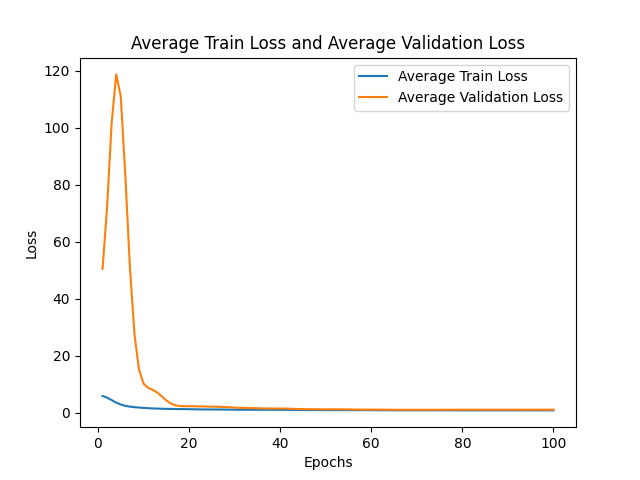 Average Train Loss and Average Validation Loss
Average Train Loss
Average Validation Loss
120
100
80
60
40
20
0
Loss
0 20 40 60 80 100
Epochs